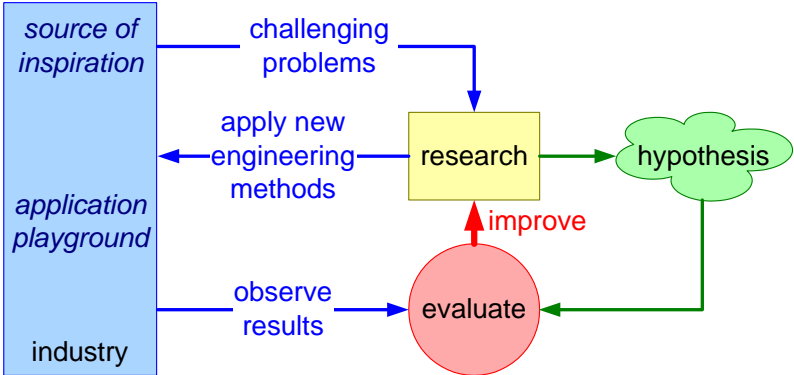 source of
inspiration
challenging
problems
apply new
engineering
methods
research
hypothesis
application
playground
improve
observe
results
evaluate
industry